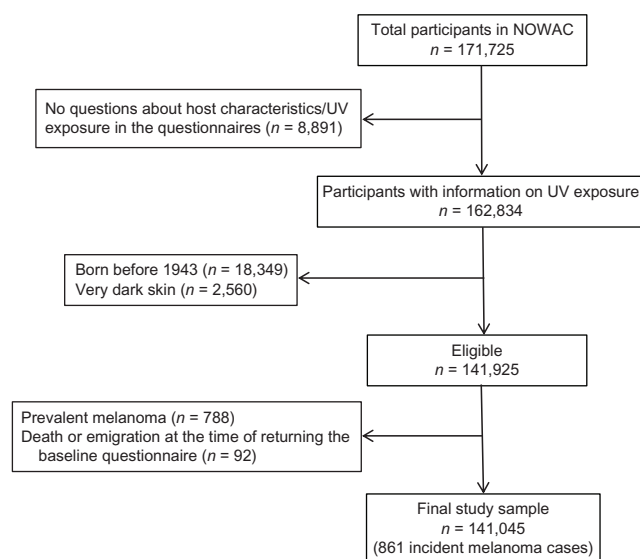 Total participants in NOWAC
n = 171,725
No questions about host characteristics/UV
exposure in the questionnaires (n = 8,891)
Participants with information on UV exposure
n = 162,834
Born before 1943 (n = 18,349)
Very dark skin (n = 2,560)
Eligible
n = 141,925
Prevalent melanoma (n = 788)
Death or emigration at the time of returning the
baseline questionnaire (n = 92)
Final study sample
n = 141,045
(861 incident melanoma cases)